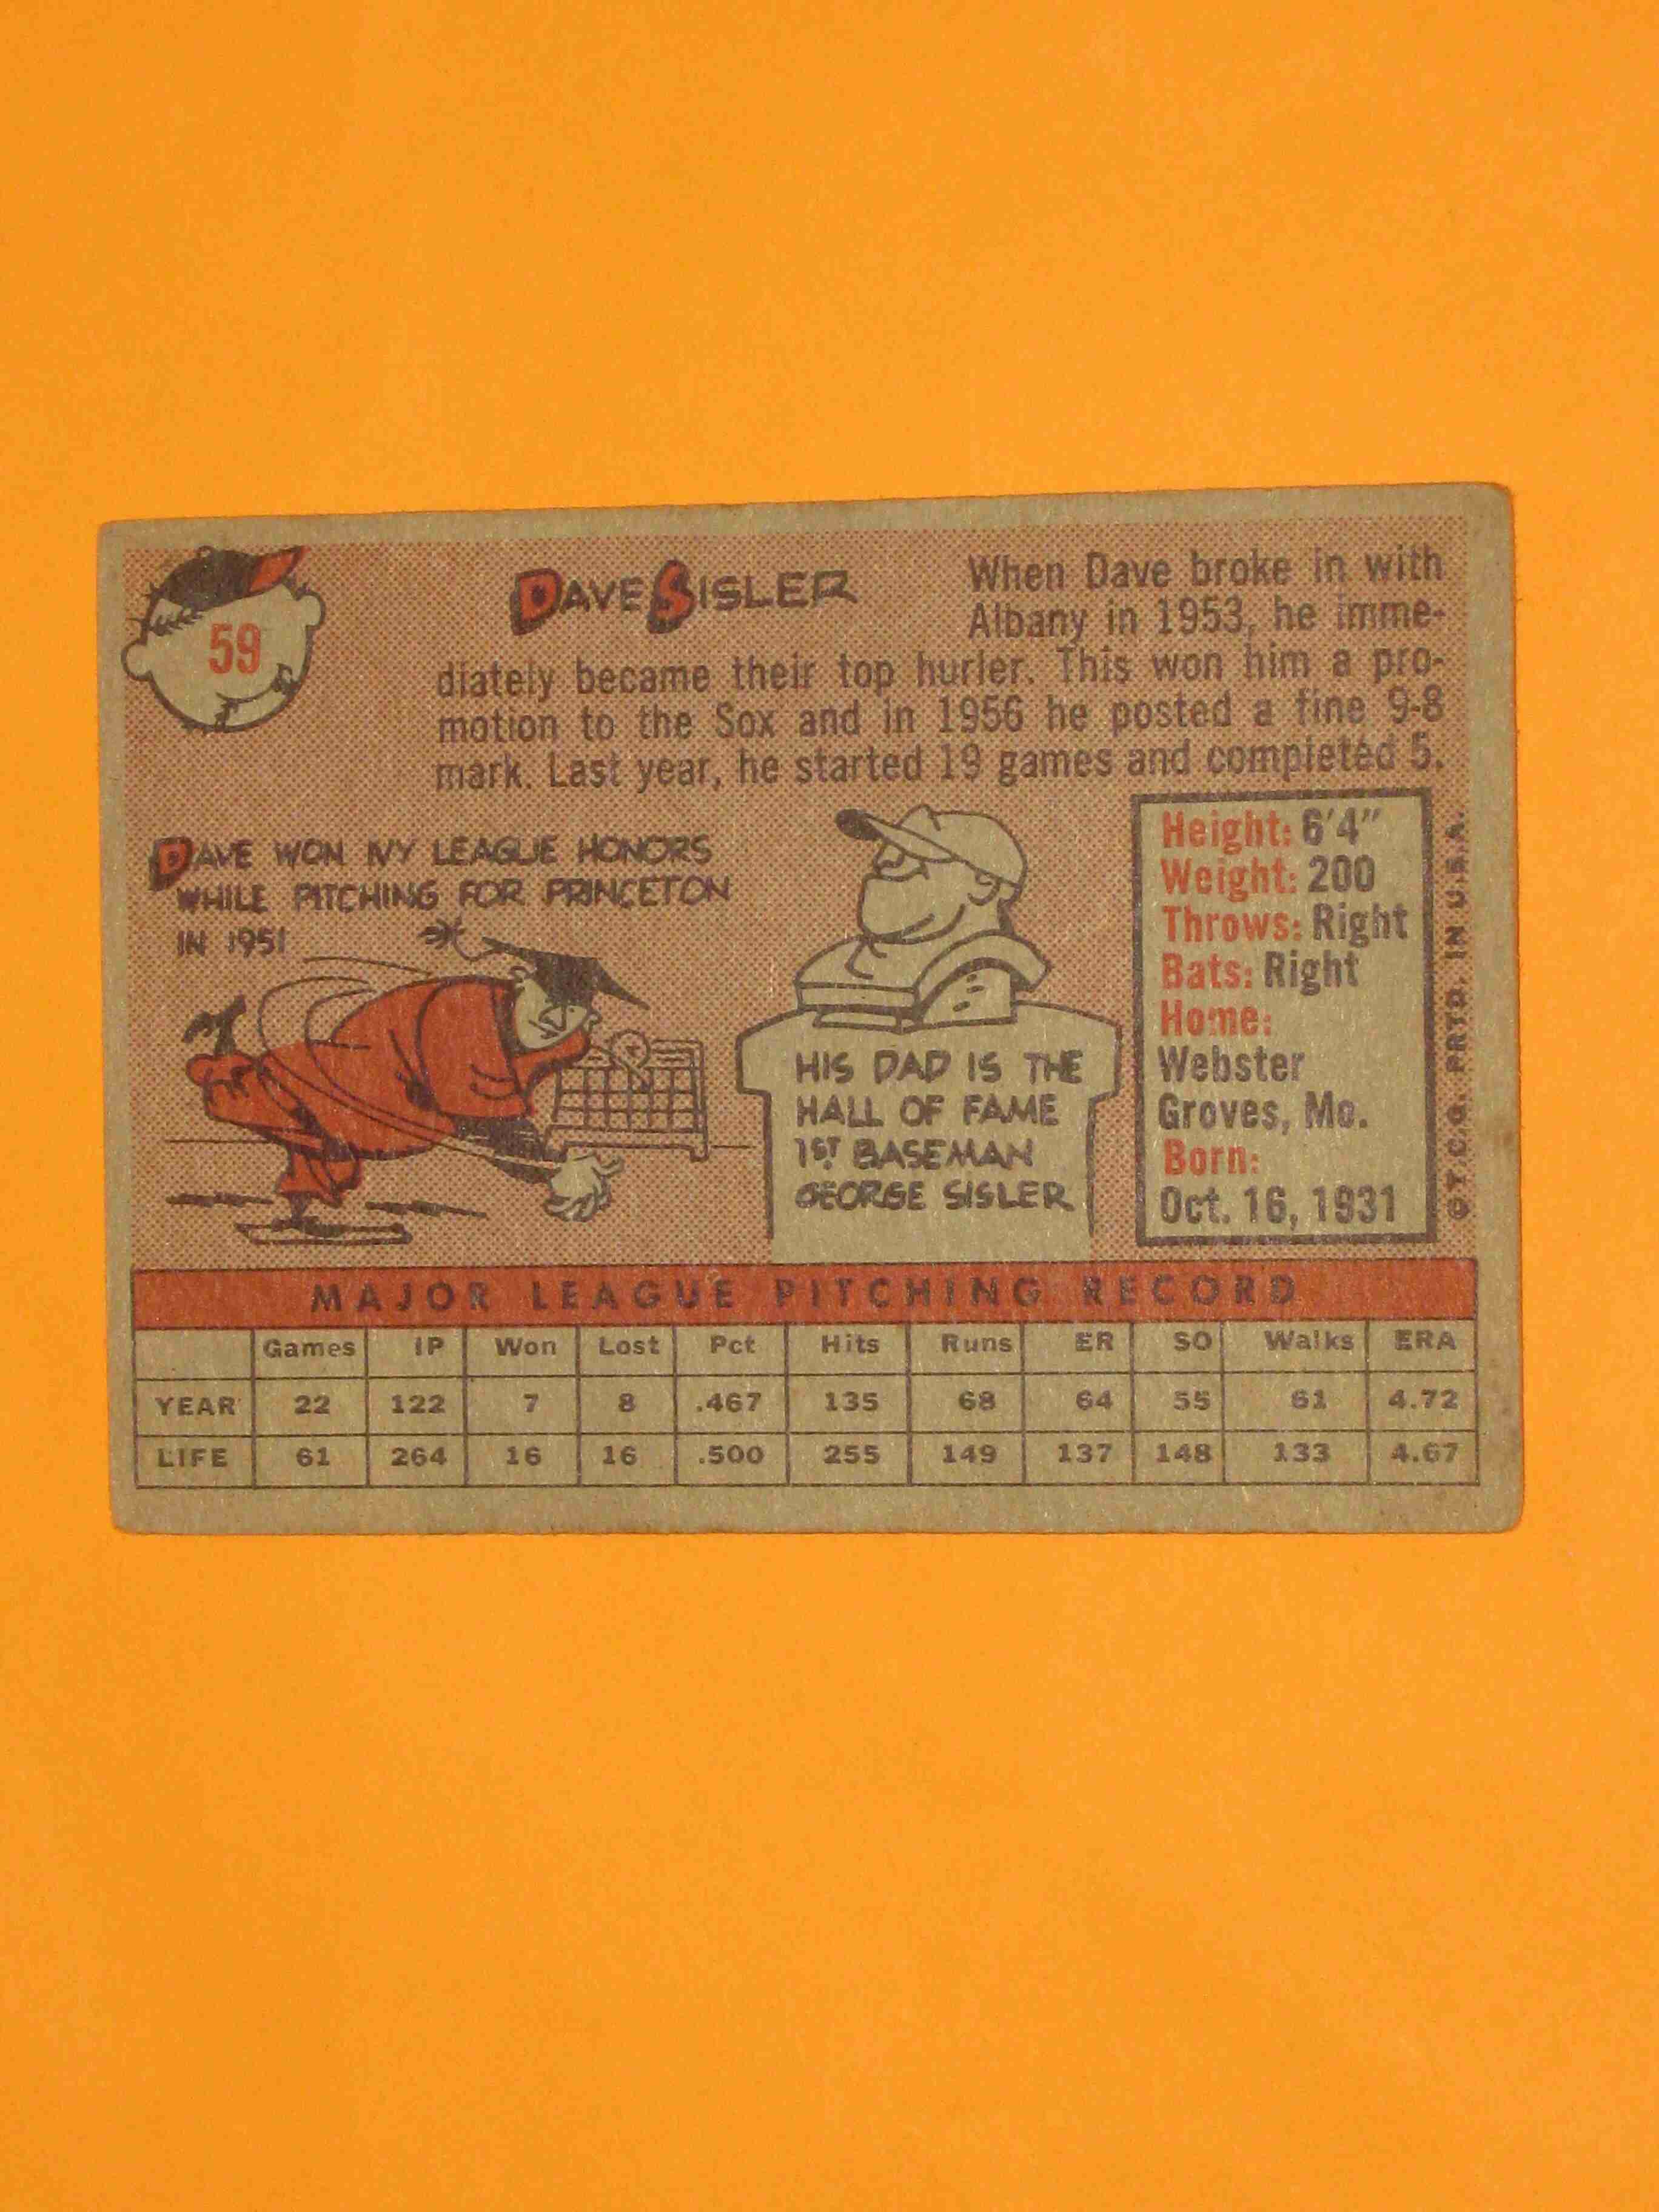 59
DAVE SISLER
When Dave broke in with
Albany in 1953, he imme-
diately became their top hurler. This won him a pro-
motion to the Sox and in 1956 he posted a fine 9-8
mark. Last year, he started 19 games and completed 5.
DAVE WON IVY LEAGUE HONORS
WHILE PITCHING FOR PRINCETON
IN 1951
HIS DAD IS THE
HALL OF FAME
1ST BASEMAN
GEORGE SISLER
Height: 6'4"
Weight: 200
Throws: Right
Bats: Right
Home:
Webster
Groves, Mo.
Born:
Oct. 16, 1931
© T.C.G. PRTD. IN U.S.A.
MAJOR LEAGUE PITCHING RECORD
Games IP Won Lost Pct Hits Runs ER SO Walks ERA
YEAR 22 122 7 8 .467 135 68 64 55 61 4.72
LIFE 61 264 16 16 .500 255 149 137 148 133 4.67